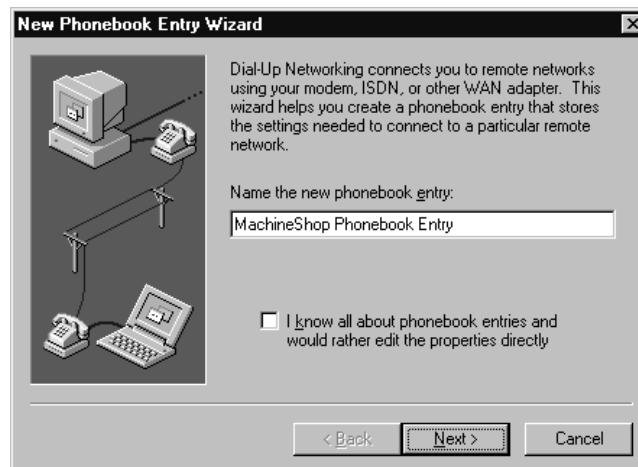 New Phonebook Entry Wizard
Dial-Up Networking connects you to remote networks
using your modem, ISDN, or other WAN adapter. This
wizard helps you create a phonebook entry that stores
the settings needed to connect to a particular remote
network.
Name the new phonebook entry:
MachineShop Phonebook Entry
I know all about phonebook entries and
would rather edit the properties directly
< Back
Next >
Cancel